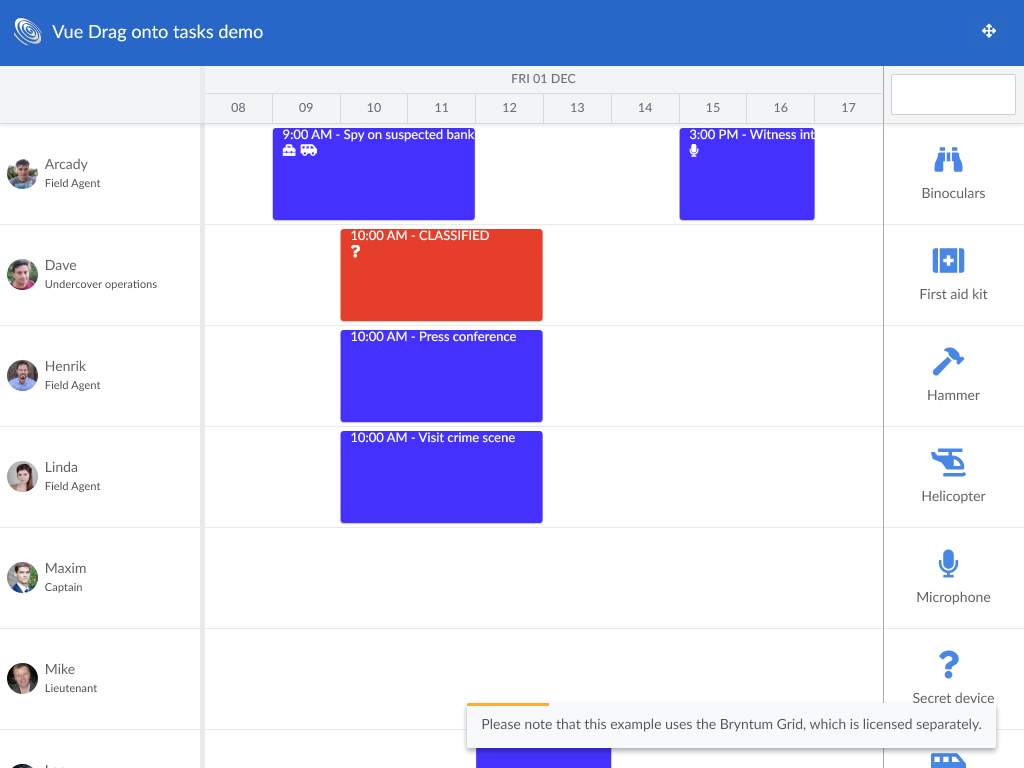 Vue Drag onto tasks demo
FRI 01 DEC
08 09 10 11 12 13 14 15 16 17
Arcady
Field Agent
9:00 AM - Spy on suspected bank
3:00 PM - Witness int
Binoculars
Dave
Undercover operations
10:00 AM - CLASSIFIED
?
First aid kit
Henrik
Field Agent
10:00 AM - Press conference
Hammer
Linda
Field Agent
10:00 AM - Visit crime scene
Helicopter
Maxim
Captain
Microphone
Mike
Lieutenant
?
Secret device
Please note that this example uses the Bryntum Grid, which is licensed separately.